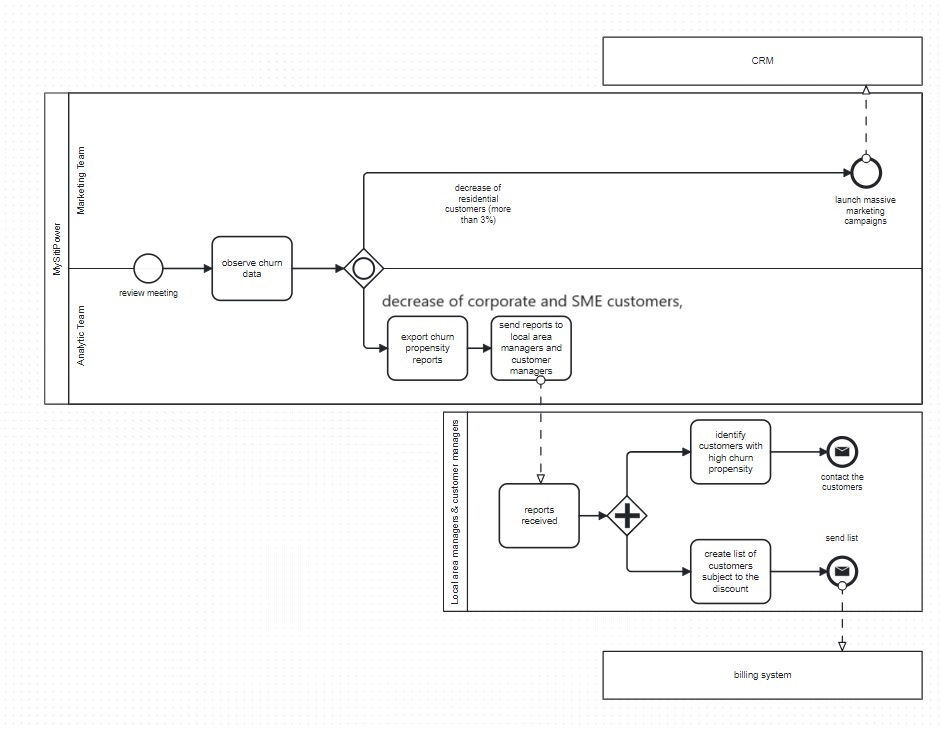 CRM
MySitiPower
Marketing Team
decrease of
residential
customers (more
than 3%)
launch massive
marketing
campaigns
review meeting
observe churn
data
Analytic Team
decrease of corporate and SME customers,
export churn
propensity
reports
send reports to
local area
managers and
customer
managers
Local area managers & customer managers
reports
received
identify
customers with
high churn
propensity
contact the
customers
create list of
customers
subject to the
discount
send list
billing system